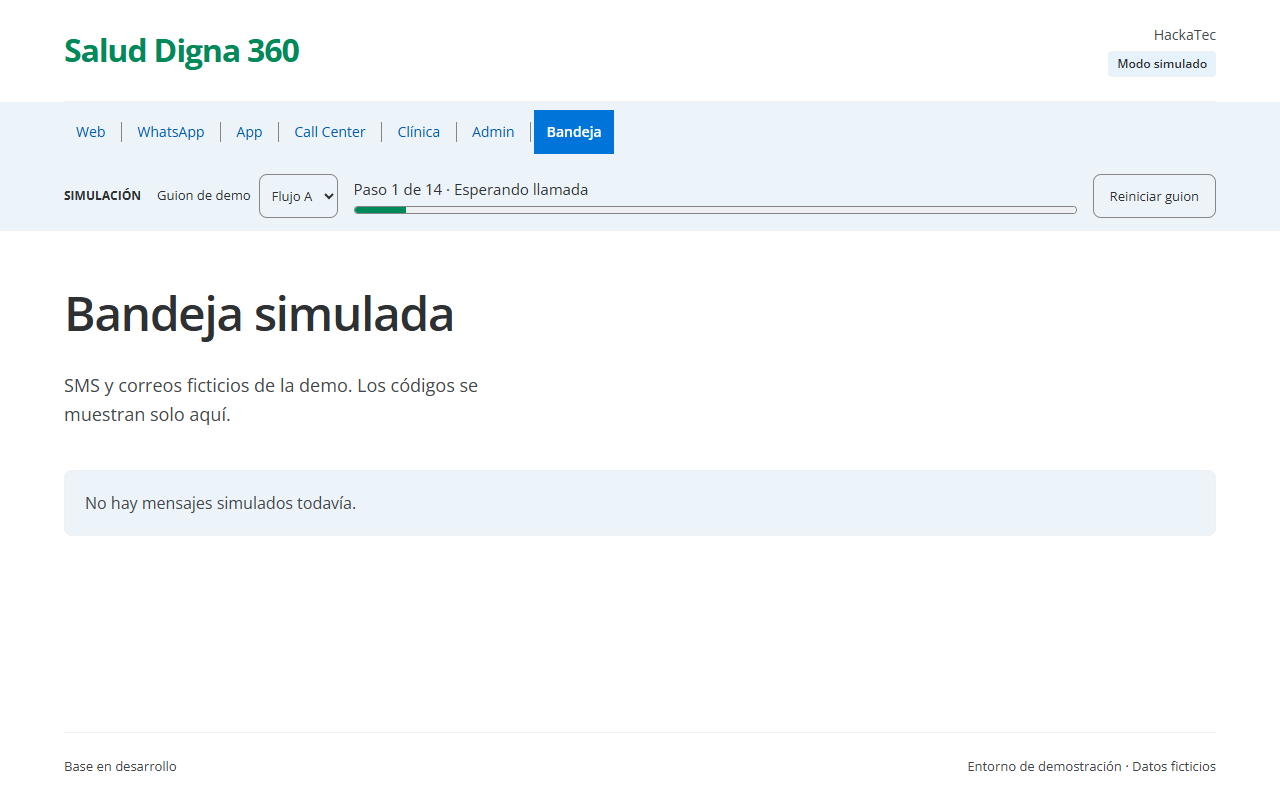 Salud Digna 360
HackaTec
Modo simulado
Web
WhatsApp
App
Call Center
Clínica
Admin
Bandeja
SIMULACIÓN
Guion de demo
Flujo A
Paso 1 de 14 · Esperando llamada
Reiniciar guion
Bandeja simulada
SMS y correos ficticios de la demo. Los códigos se
muestran solo aquí.
No hay mensajes simulados todavía.
Base en desarrollo
Entorno de demostración · Datos ficticios